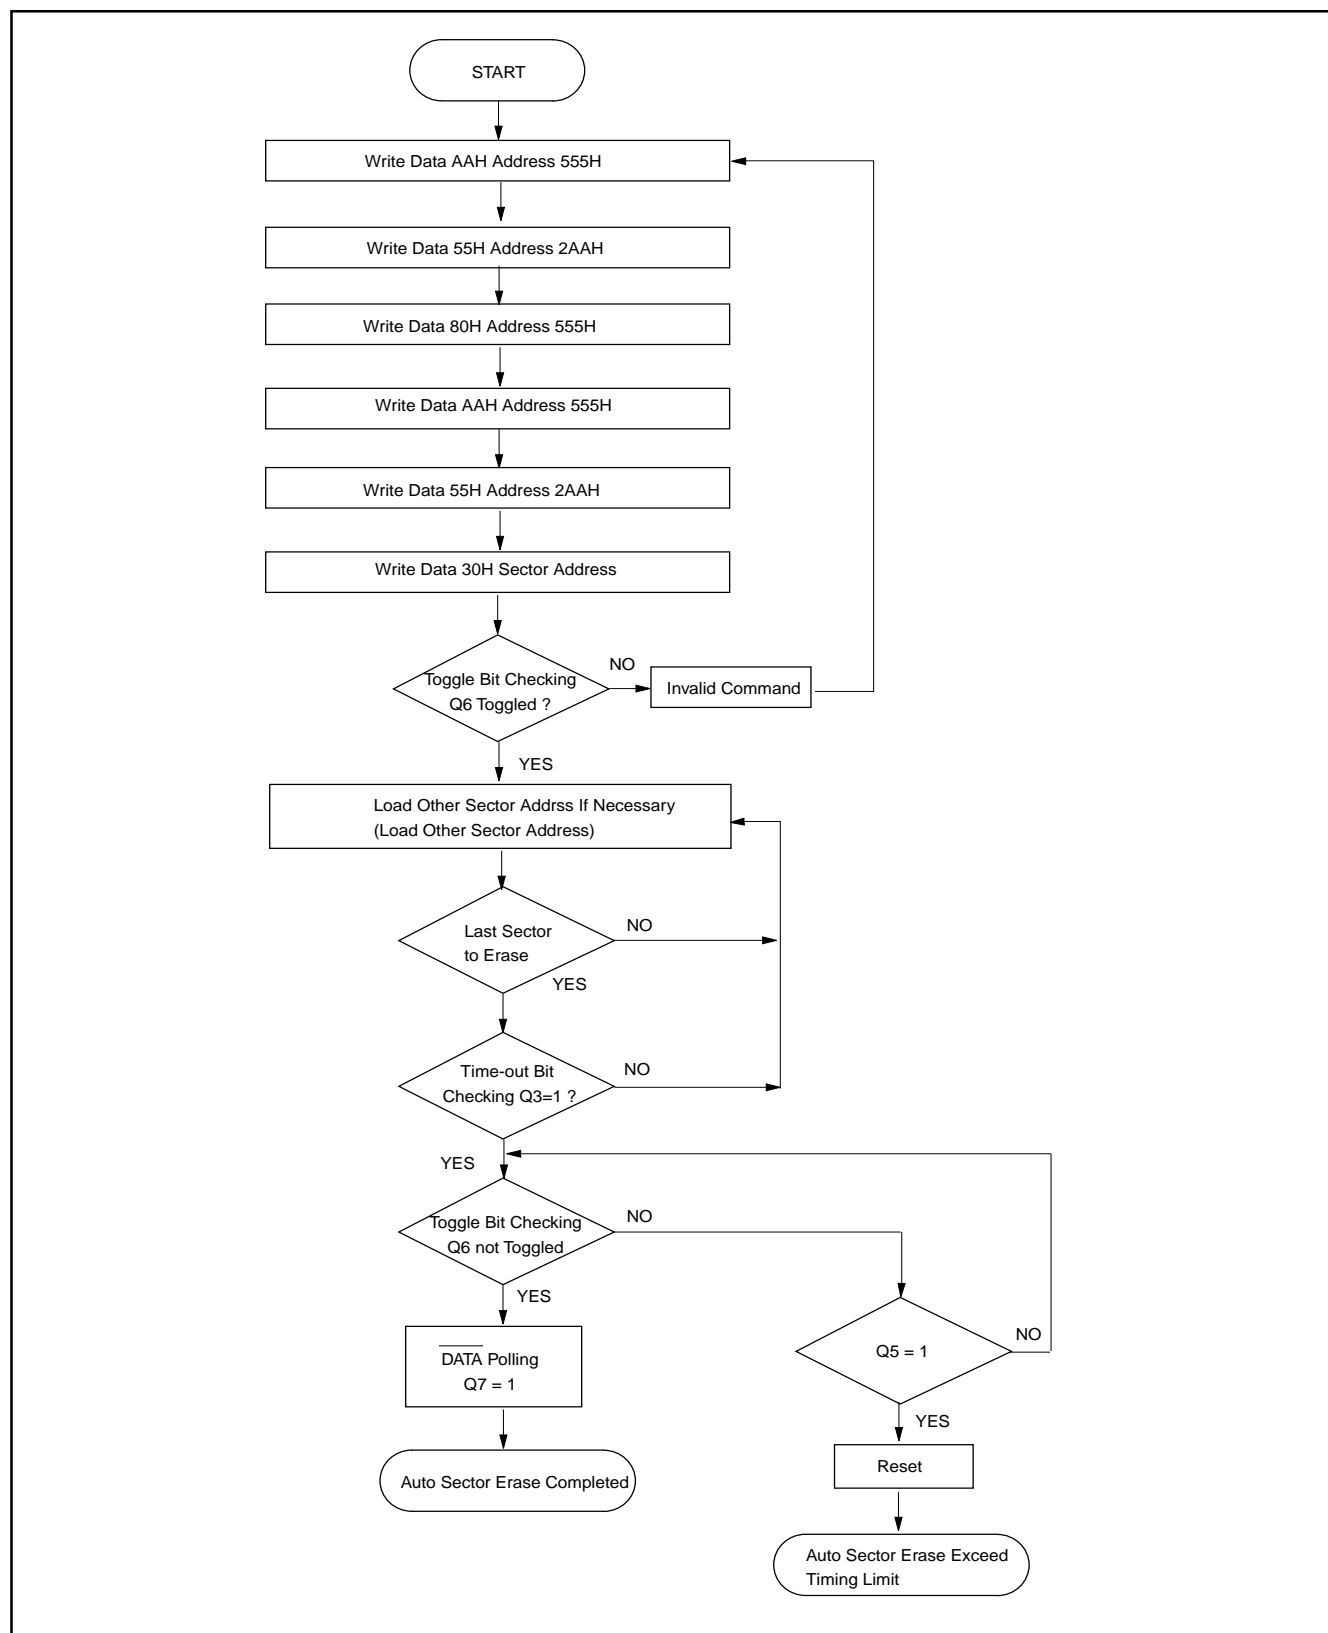 START
Write Data AAH Address 555H
Write Data 55H Address 2AAH
Write Data 80H Address 555H
Write Data AAH Address 555H
Write Data 55H Address 2AAH
Write Data 30H Sector Address
Toggle Bit Checking
Q6 Toggled ?
NO
Invalid Command
YES
Load Other Sector Addrss If Necessary
(Load Other Sector Address)
Last Sector
to Erase
NO
YES
Time-out Bit
Checking Q3=1 ?
NO
YES
Toggle Bit Checking
Q6 not Toggled
NO
YES
DATA Polling
Q7 = 1
Q5 = 1
NO
YES
Auto Sector Erase Completed
Reset
Auto Sector Erase Exceed
Timing Limit